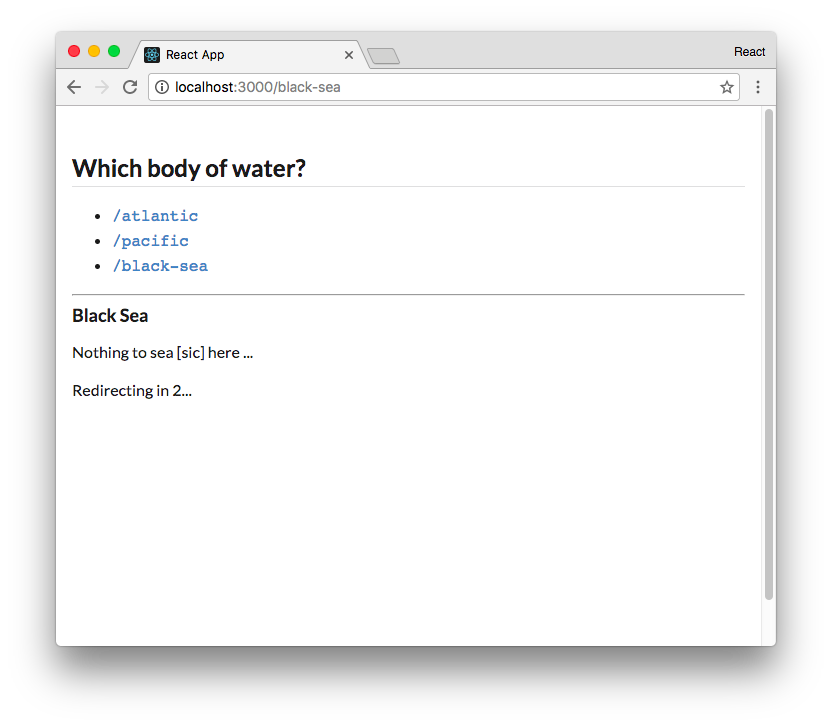 React App
React
localhost:3000/black-sea
Which body of water?
/atlantic
/pacific
/black-sea
Black Sea
Nothing to sea [sic] here ...
Redirecting in 2...